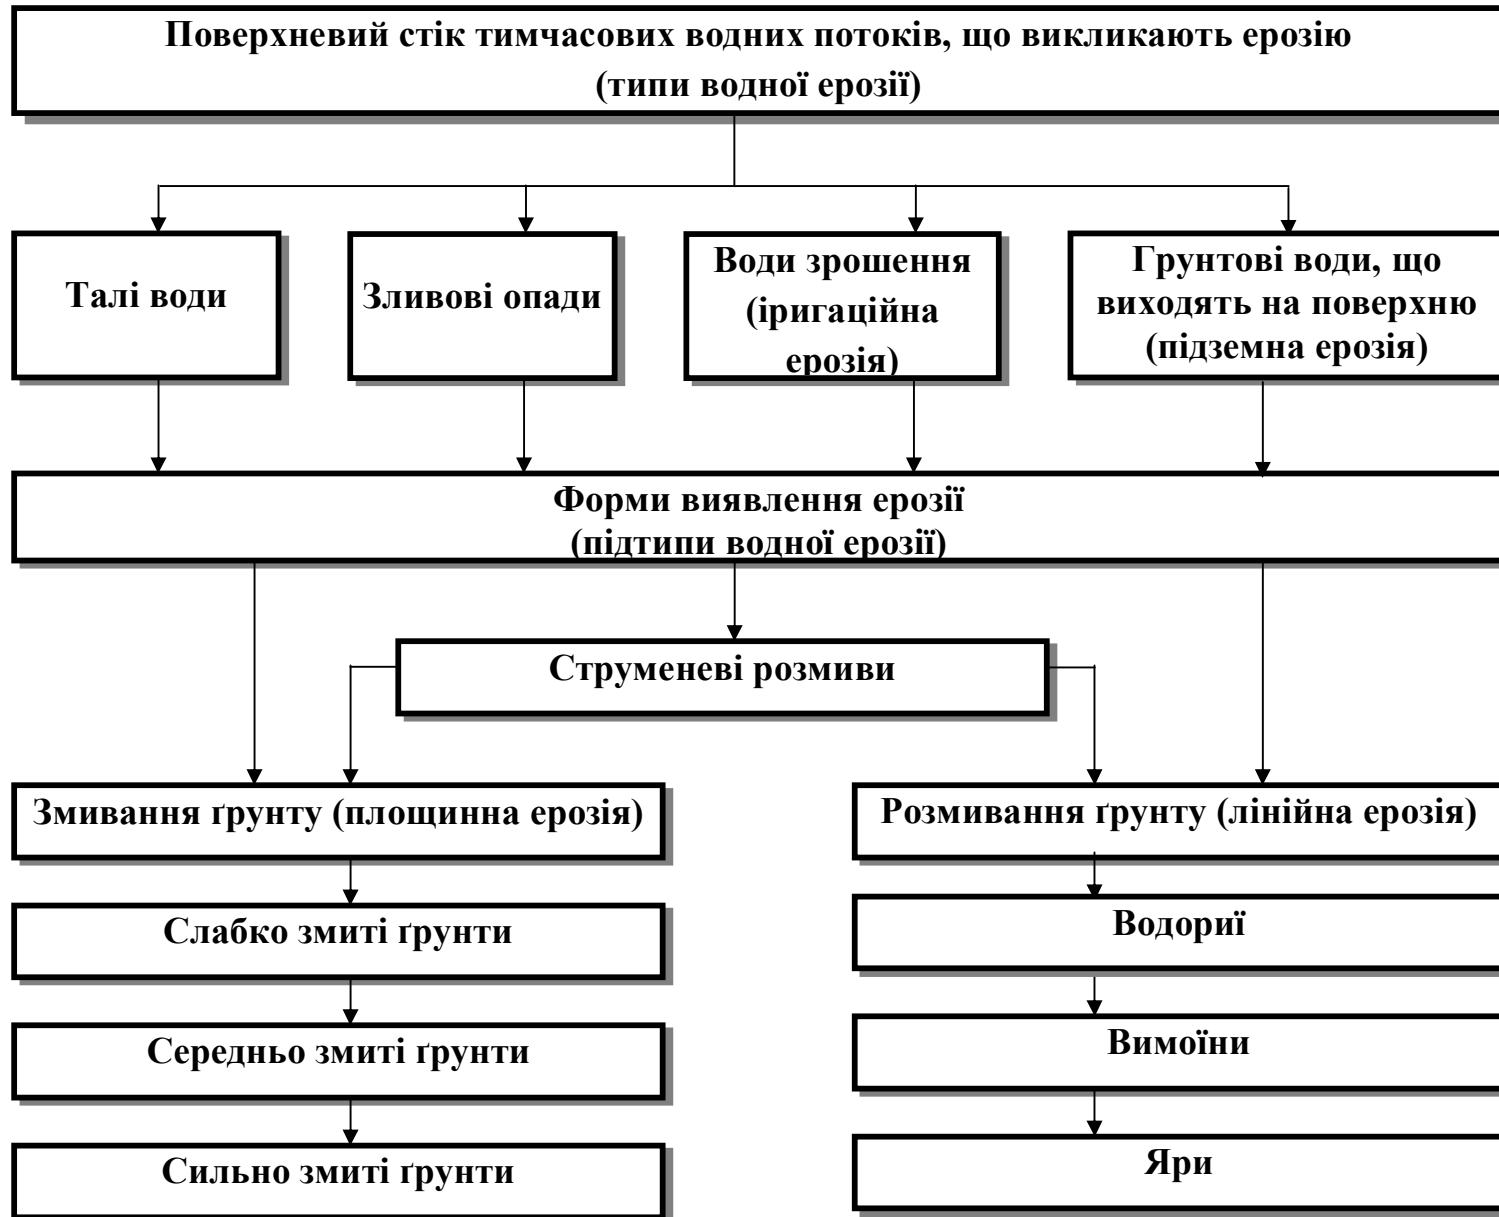 Поверхневий стік тимчасових водних потоків, що викликають ерозію
(типи водної ерозії)
Талі води
Зливові опади
Води зрошення
(іригаційна
ерозія)
Грунтові води, що
виходять на поверхню
(підземна ерозія)
Форми виявлення ерозії
(підтипи водної ерозії)
Струменеві розмиви
Змивання ґрунту (площинна ерозія)
Розмивання ґрунту (лінійна ерозія)
Слабко змиті ґрунти
Водориї
Середньо змиті ґрунти
Вимоїни
Сильно змиті ґрунти
Яри